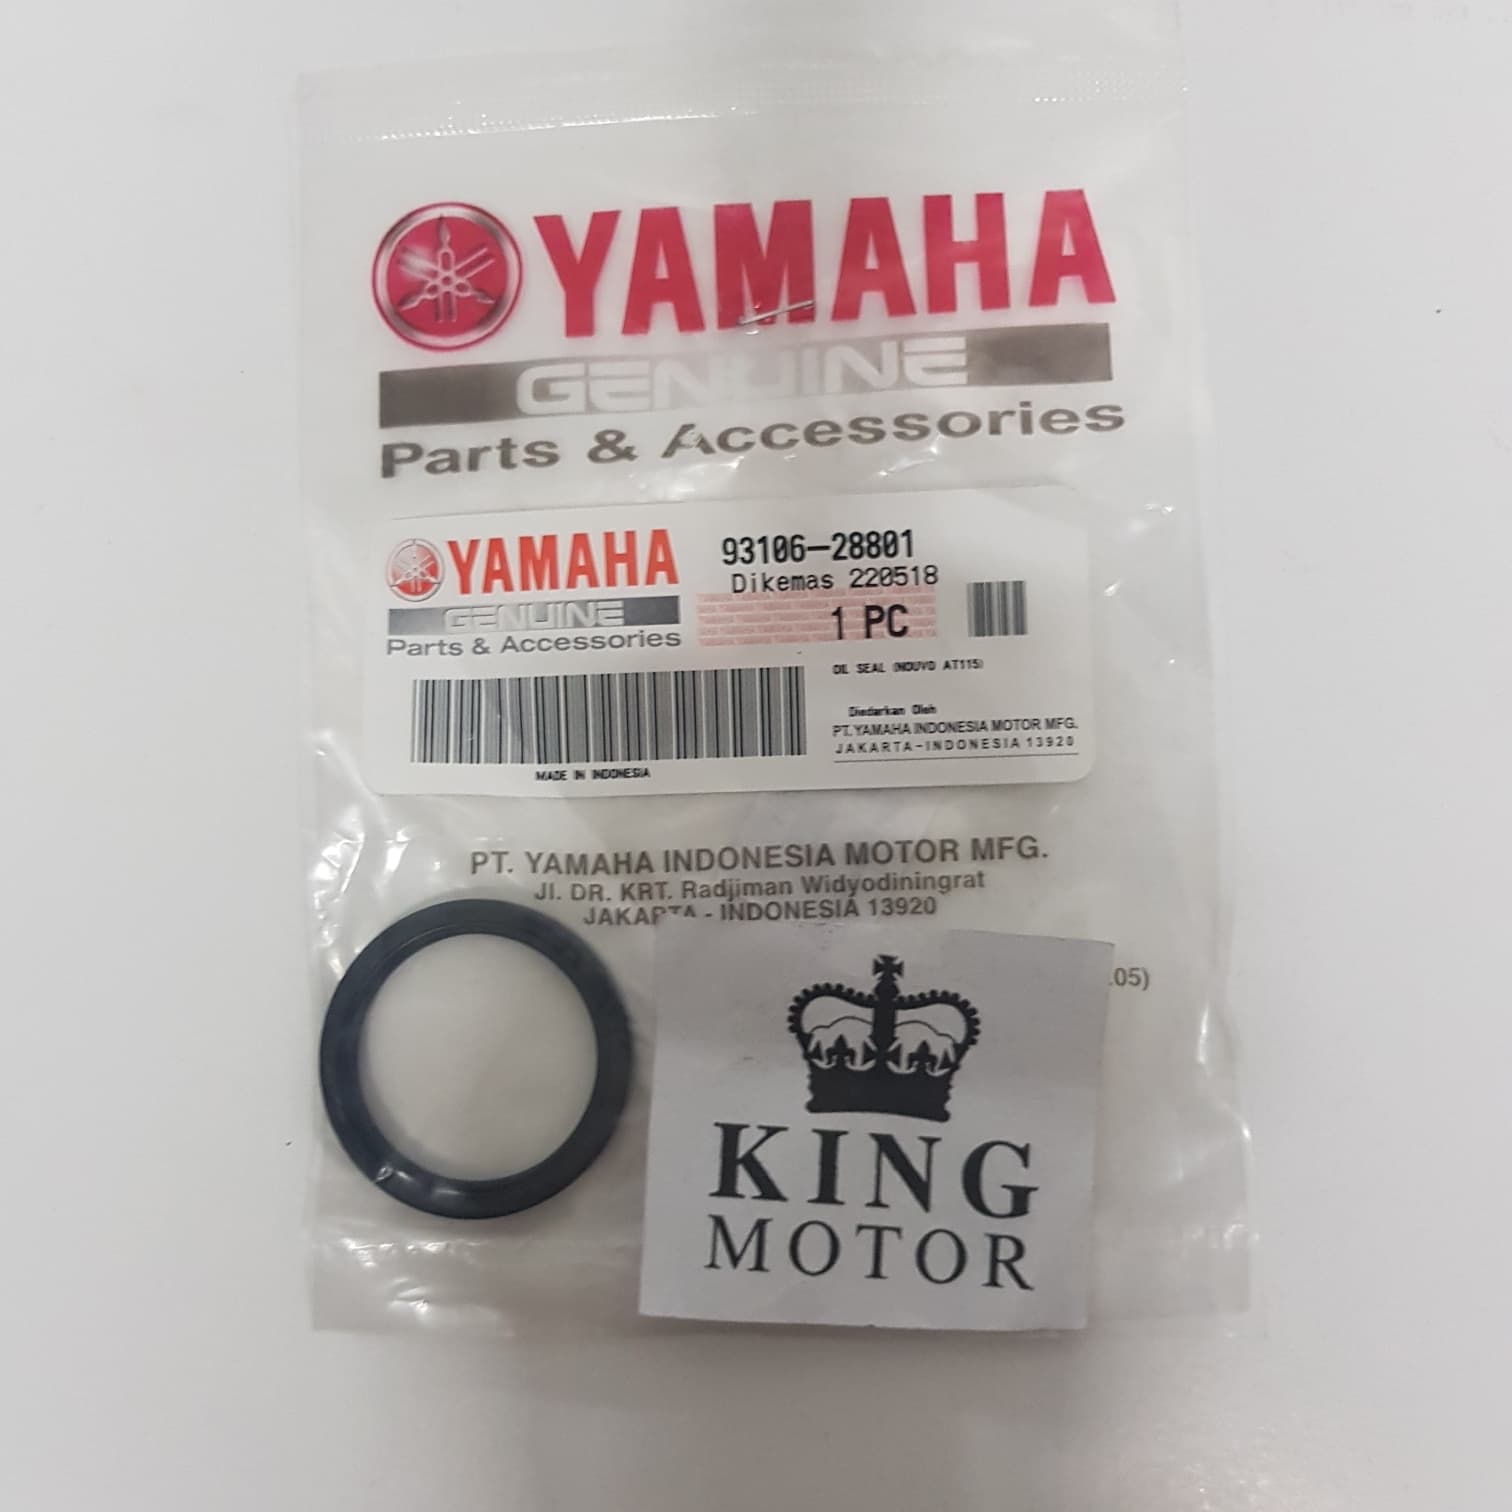 YAMAHA
GENUINE
Parts & Accessories
YAMAHA
GENUINE
Parts & Accessories
93106-28801
Dikemas 220518
1 PC
OIL SEAL (NOUVO AT115)
Diedarkan Oleh
PT. YAMAHA INDONESIA MOTOR MFG.
JAKARTA-INDONESIA 13920
MADE IN INDONESIA
PT. YAMAHA INDONESIA MOTOR MFG.
Jl. DR. KRT. Radjiman Widyodiningrat
JAKARTA - INDONESIA 13920
.05)
KING
MOTOR